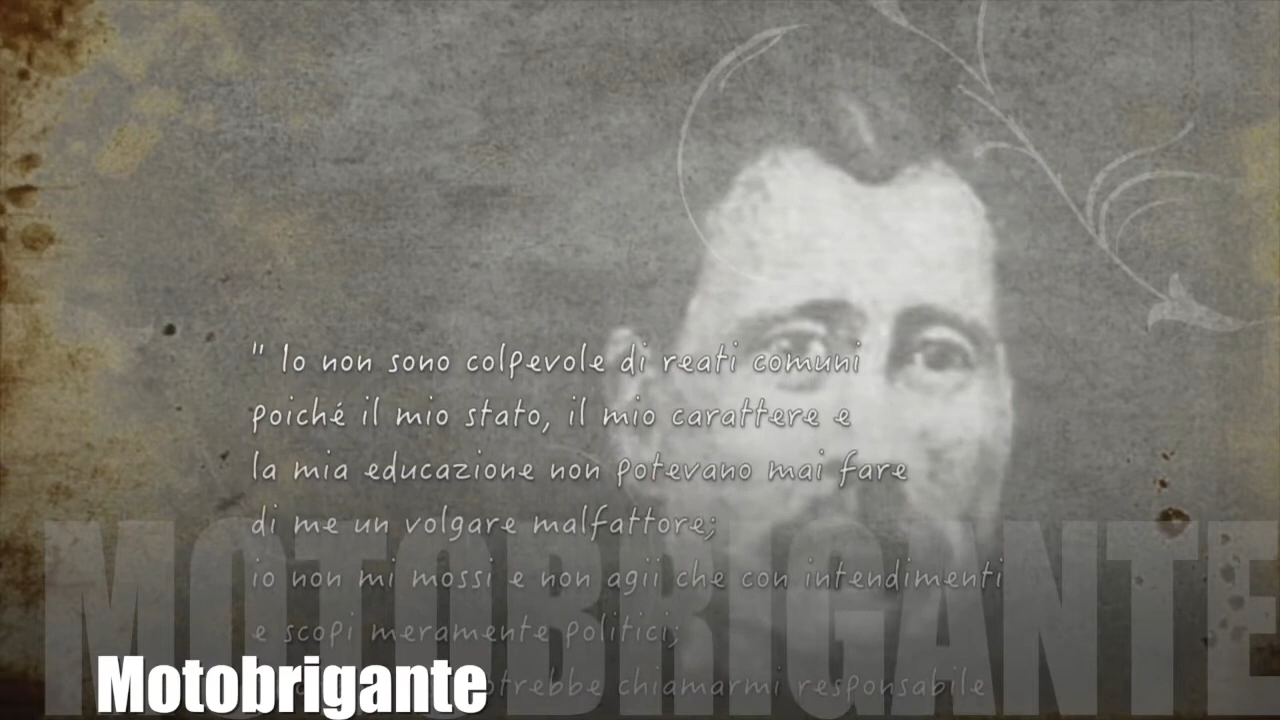 " Io non sono colpevole di reati comuni
poiché il mio stato, il mio carattere e
la mia educazione non potevano mai fare
di me un volgare malfattore;
io non mi mossi e non agii che con intendimenti
e scopi meramente politici;
chiamarmi responsabile
MOTOBRIGANTE
Motobrigante